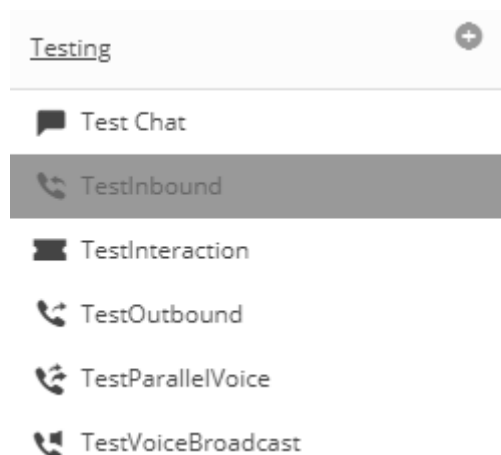 Testing
Test Chat
TestInbound
TestInteraction
TestOutbound
TestParallelVoice
TestVoiceBroadcast